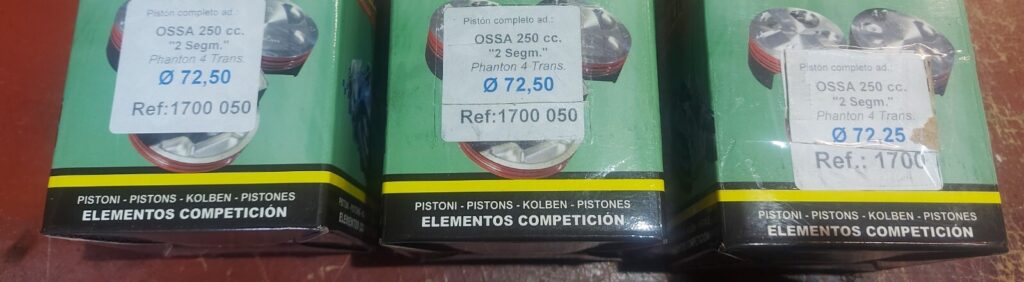 Pistón completo ad.:
OSSA 250 cc.
"2 Segm."
Phanton 4 Trans.
Ø 72,50
Ref:1700 050
PISTONI - PISTONS - KOLBEN - PISTONES
ELEMENTOS COMPETICIÓN
Pistón completo ad.:
OSSA 250 cc.
"2 Segm."
Phanton 4 Trans.
Ø 72,50
Ref:1700 050
PISTONI - PISTONS - KOLBEN - PISTONES
ELEMENTOS COMPETICIÓN
Pistón completo ad.:
OSSA 250 cc.
"2 Segm."
Phanton 4 Trans.
Ø 72,25
Ref.: 1700
PISTONI - PISTONS - KOLBEN - PISTONES
ELEMENTOS COMPETICIÓN